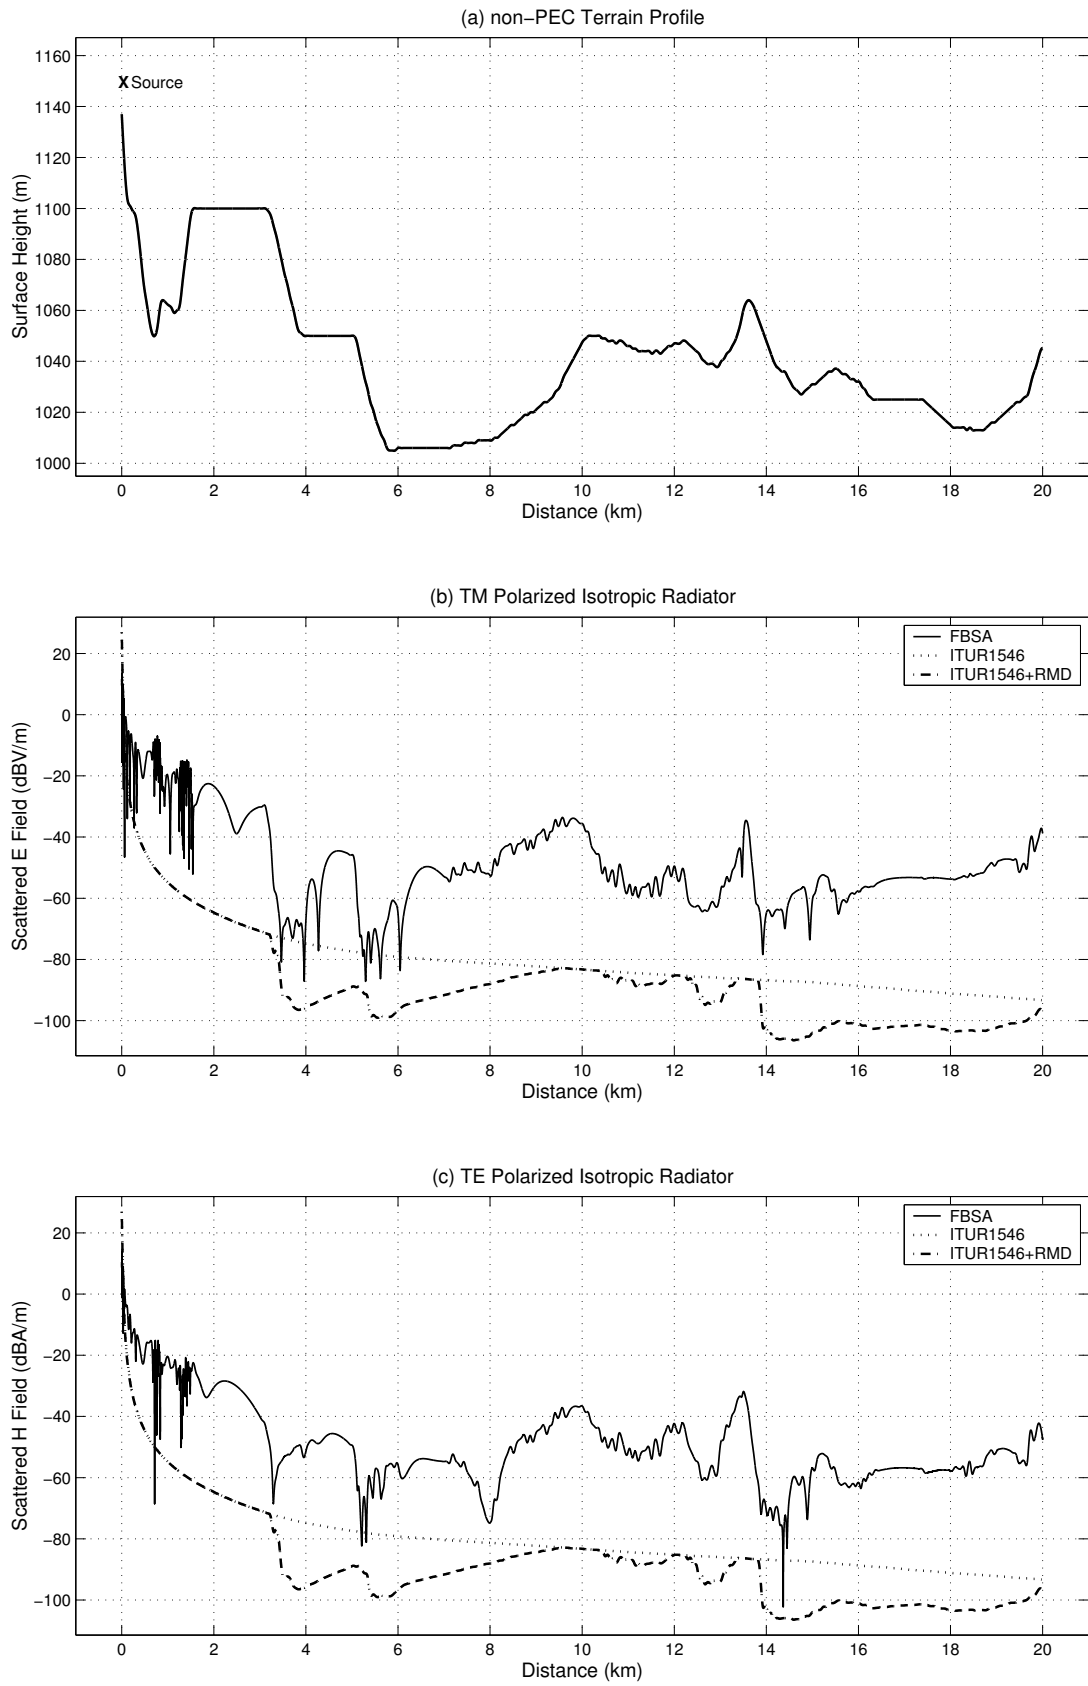 (a) non−PEC Terrain Profile
1160
1140
1120
1100
1080
1060
1040
1020
1000
Surface Height (m)
X Source
0 2 4 6 8 10 12 14 16 18 20
Distance (km)
(b) TM Polarized Isotropic Radiator
20
0
−20
−40
−60
−80
−100
Scattered E Field (dBV/m)
FBSA
ITUR1546
ITUR1546+RMD
0 2 4 6 8 10 12 14 16 18 20
Distance (km)
(c) TE Polarized Isotropic Radiator
20
0
−20
−40
−60
−80
−100
Scattered H Field (dBA/m)
FBSA
ITUR1546
ITUR1546+RMD
0 2 4 6 8 10 12 14 16 18 20
Distance (km)